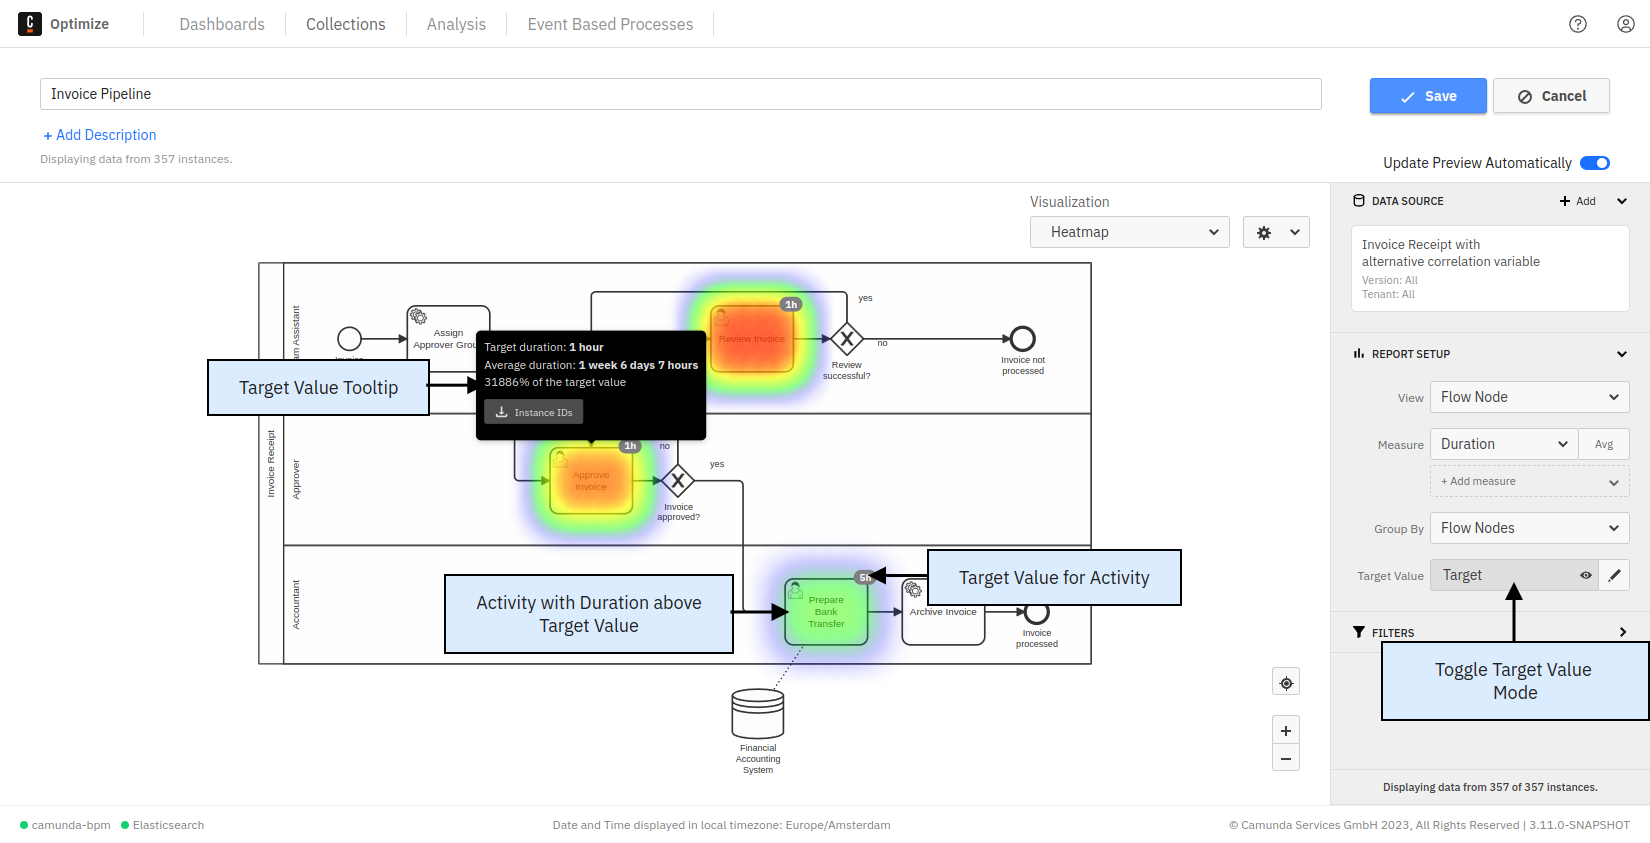 C Optimize
Dashboards
Collections
Analysis
Event Based Processes
Invoice Pipeline
Save
Cancel
+ Add Description
Displaying data from 357 instances.
Update Preview Automatically
Visualization
Heatmap
DATA SOURCE
Add
Invoice Receipt with
alternative correlation variable
Version: All
Tenant: All
REPORT SETUP
View
Flow Node
Measure
Duration
Avg
+ Add measure
Group By
Flow Nodes
Target Value
Target
FILTERS
Toggle Target Value
Mode
Displaying data from 357 of 357 instances.
Invoice Receipt
Assistant
Approver
Accountant
Assign
Target Value Tooltip
Target duration: 1 hour
Average duration: 1 week 6 days 7 hours
31886% of the target value
Instance IDs
1h
Review Invoice
yes
no
Review
successful?
Invoice not
processed
1h
Approve
Invoice
no
yes
Invoice
approved?
Activity with Duration above
Target Value
5h
Prepare
Bank
Transfer
Target Value for Activity
Archive Invoice
Invoice
processed
Financial
Accounting
System
camunda-bpm
Elasticsearch
Date and Time displayed in local timezone: Europe/Amsterdam
© Camunda Services GmbH 2023, All Rights Reserved | 3.11.0-SNAPSHOT